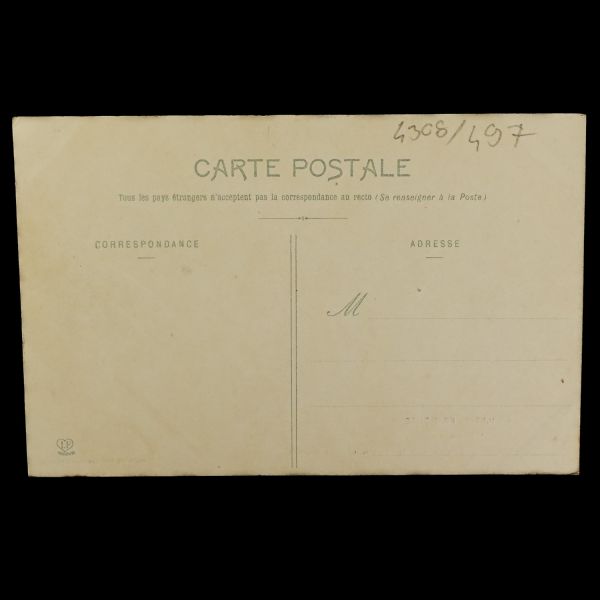 4308/497
CARTE POSTALE
Tous les pays étrangers n'acceptent pas la correspondance au recto (Se renseigner à la Poste)
CORRESPONDANCE
ADRESSE
M